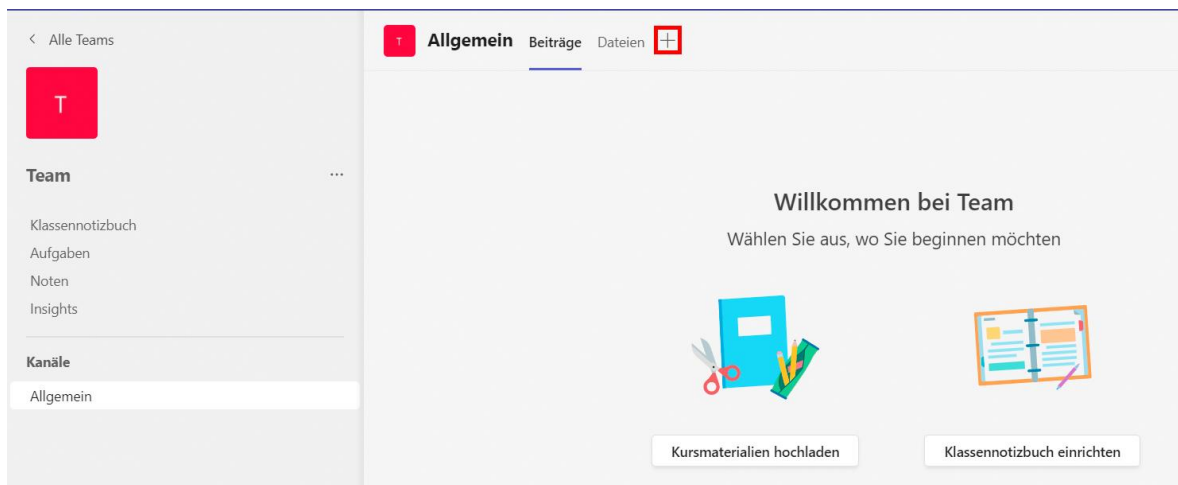 Alle Teams
T
Team
...
Klassennotizbuch
Aufgaben
Noten
Insights
Kanäle
Allgemein
T Allgemein Beiträge Dateien +
Willkommen bei Team
Wählen Sie aus, wo Sie beginnen möchten
Kursmaterialien hochladen
Klassennotizbuch einrichten